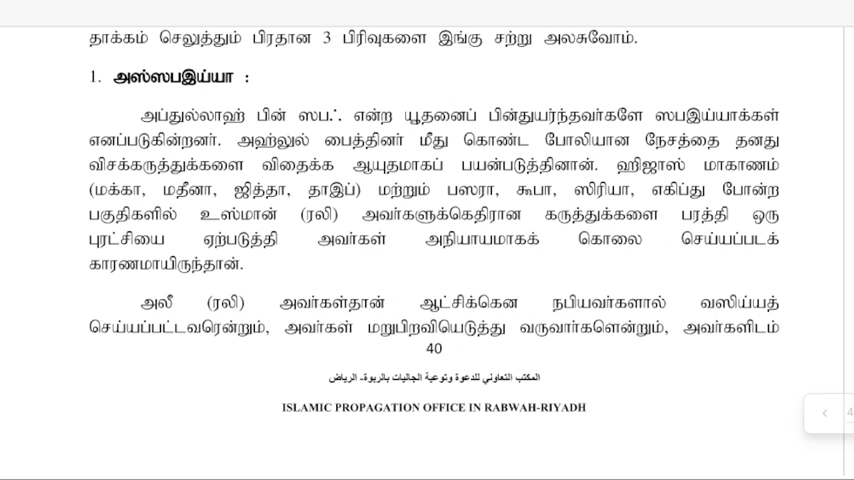 தாக்கம் செலுத்தும் பிரதான 3 பிரிவுகளை இங்கு சற்று அலசுவோம்.
1. அஸ்ஸபஇய்யா :
அப்துல்லாஹ் பின் ஸபஃ என்ற யூதனைப் பின்துயர்ந்தவர்களே ஸபஇய்யாக்கள்
எனப்படுகின்றனர். அஹ்லுல் பைத்தினர் மீது கொண்ட போலியான நேசத்தை தனது
விசக்கருத்துக்களை விதைக்க ஆயுதமாகப் பயன்படுத்தினான். ஹிஜாஸ் மாகாணம்
(மக்கா, மதீனா, ஜித்தா, தாஇப்) மற்றும் பஸரா, கூபா, ஸிரியா, எகிப்து போன்ற
பகுதிகளில் உஸ்மான் (ரலி) அவர்களுக்கெதிரான கருத்துக்களை பரத்தி ஒரு
புரட்சியை ஏற்படுத்தி அவர்கள் அநியாயமாகக் கொலை செய்யப்படக்
காரணமாயிருந்தான்.
அலீ (ரலி) அவர்கள்தான் ஆட்சிக்கென நபியவர்களால் வஸிய்யத்
செய்யப்பட்டவரென்றும், அவர்கள் மறுபிறவியெடுத்து வருவார்களென்றும், அவர்களிடம்
40
المكتب التعاوني للدعوة وتوعية الجاليات بالربوة- الرياض
ISLAMIC PROPAGATION OFFICE IN RABWAH-RIYADH
< 4